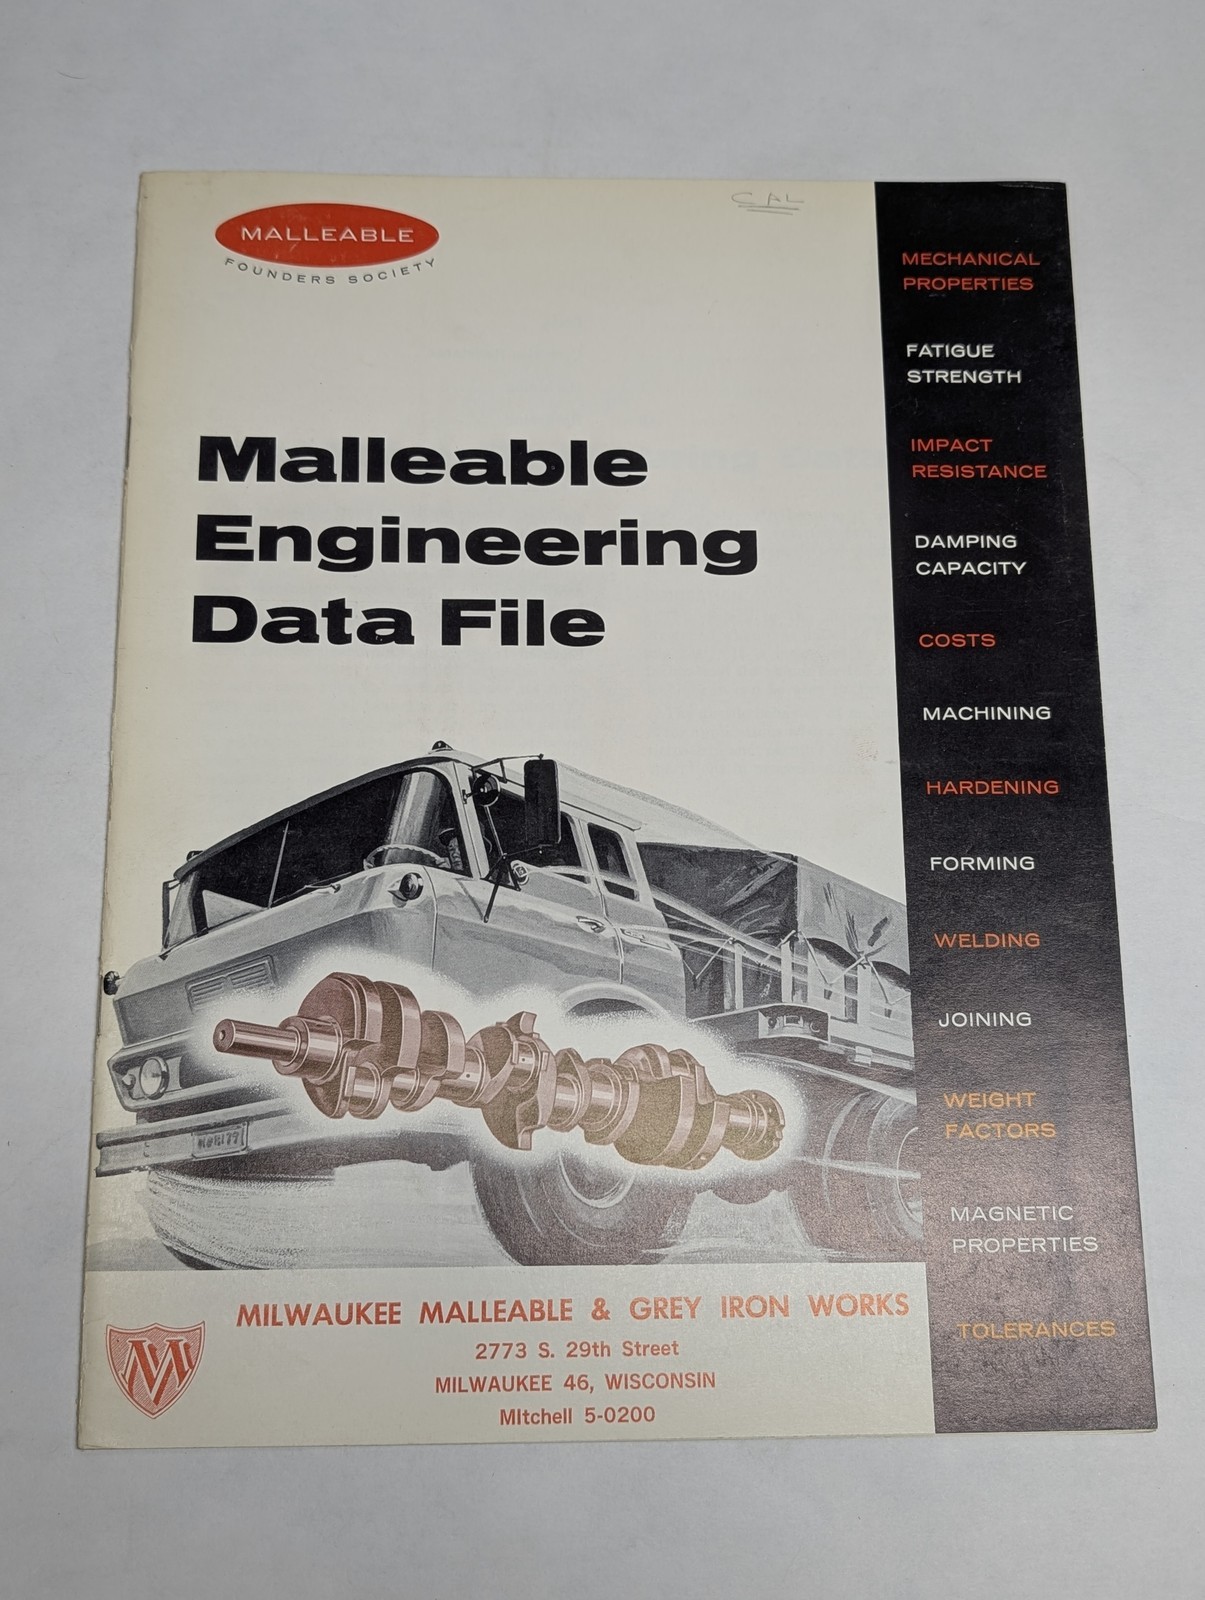 CAL
MALLEABLE
FOUNDERS SOCIETY
Malleable
Engineering
Data File
MECHANICAL
PROPERTIES
FATIGUE
STRENGTH
IMPACT
RESISTANCE
DAMPING
CAPACITY
COSTS
MACHINING
HARDENING
FORMING
WELDING
JOINING
WEIGHT
FACTORS
MAGNETIC
PROPERTIES
TOLERANCES
MILWAUKEE MALLEABLE & GREY IRON WORKS
2773 S. 29th Street
MILWAUKEE 46, WISCONSIN
MItchell 5-0200